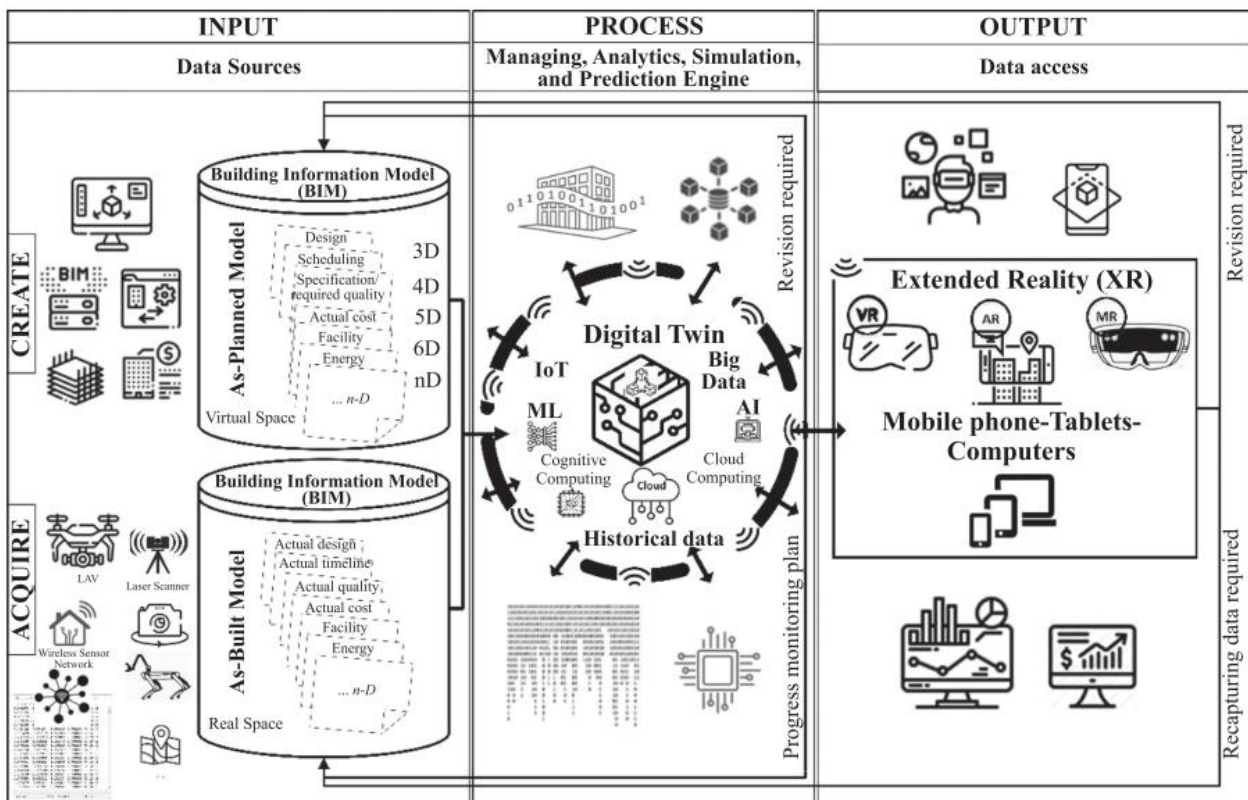 INPUT
Data Sources
PROCESS
Managing, Analytics, Simulation,
and Prediction Engine
OUTPUT
Data access
CREATE
BIM
Building Information Model
(BIM)
As-Planned Model
Design
Scheduling
Specification/
required quality
Actual cost
Facility
Energy
... n-D
3D
4D
5D
6D
nD
Virtual Space
ACQUIRE
LAV
Laser Scanner
Wireless Sensor
Network
Building Information Model
(BIM)
As-Built Model
Actual design
Actual timeline
Actual quality
Actual cost
Facility
Energy
... n-D
Real Space
01101001101001
Digital Twin
IoT
Big
Data
ML
AI
Cognitive
Computing
Cloud
Computing
Cloud
Historical data
Revision required
Progress monitoring plan
Extended Reality (XR)
VR
AR
MR
Mobile phone-Tablets-
Computers
Revision required
Recapturing data required